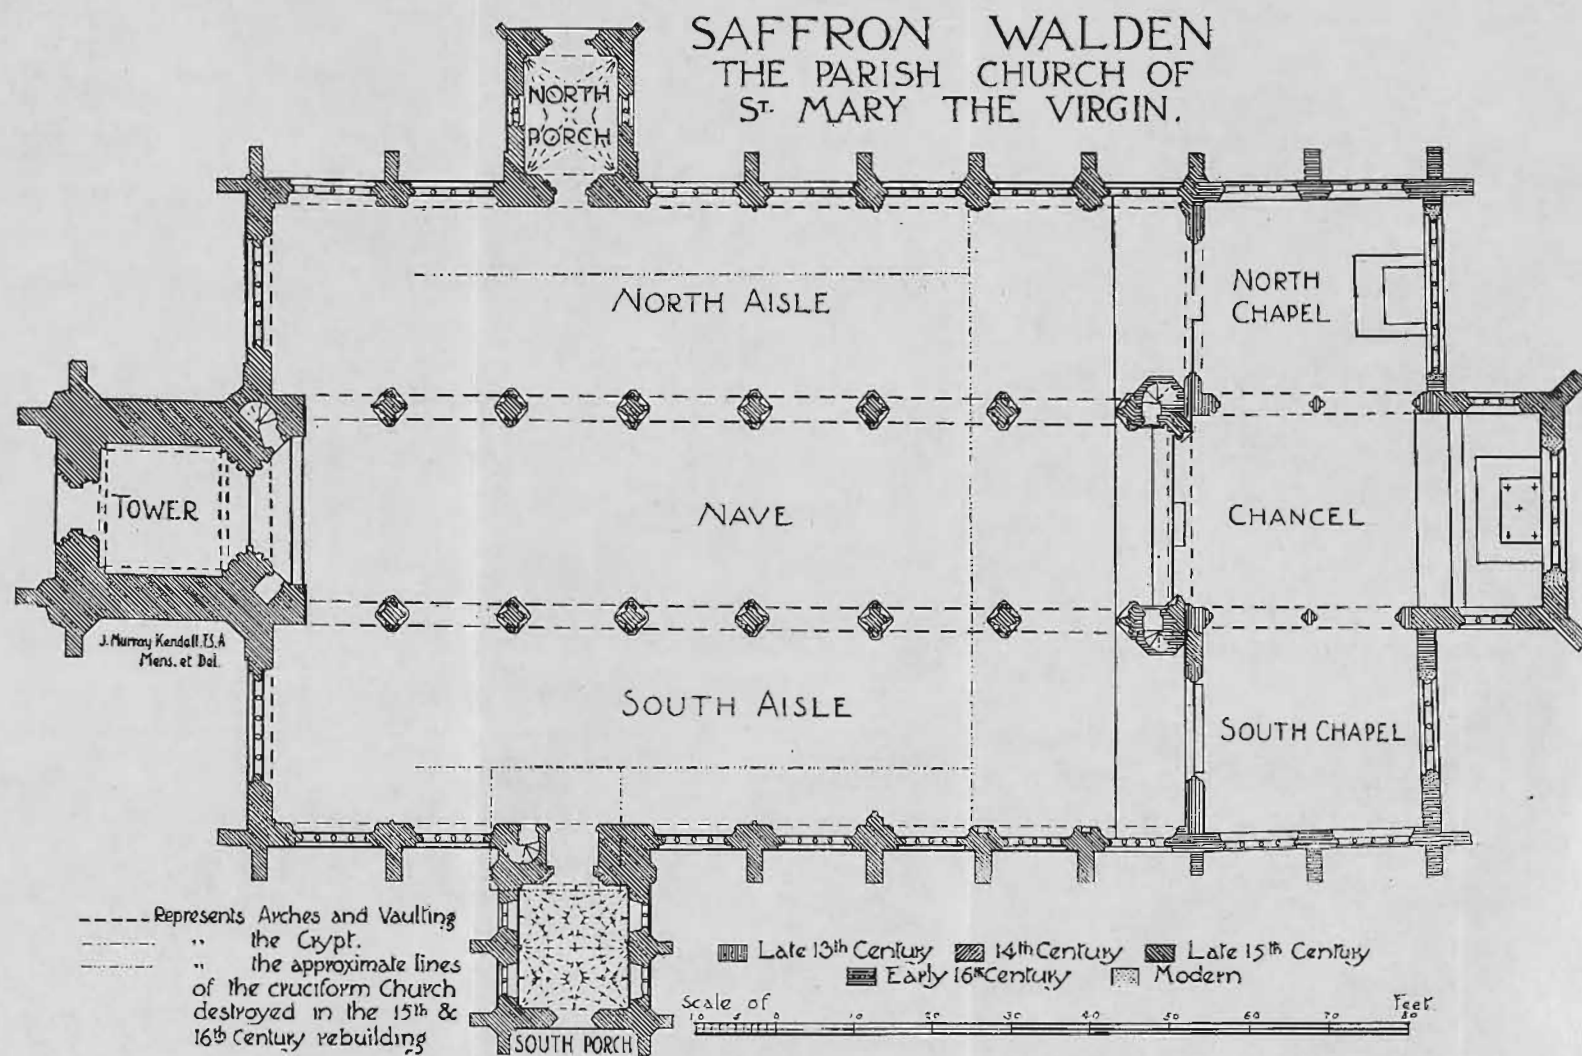 SAFFRON WALDEN
THE PARISH CHURCH OF
ST. MARY THE VIRGIN.
NORTH
PORCH
NORTH AISLE
NORTH
CHAPEL
TOWER
NAVE
CHANCEL
J. Murray Kendall. F.S.A
Mens. et Del.
SOUTH AISLE
SOUTH CHAPEL
Represents Arches and Vaulting
" the Crypt.
" the approximate lines
of the cruciform Church
destroyed in the 15th &
16th Century rebuilding
Late 13th Century 14th Century Late 15th Century
Early 16th Century Modern
Scale of Feet
10 5 0 10 20 30 40 50 60 70 80
SOUTH PORCH